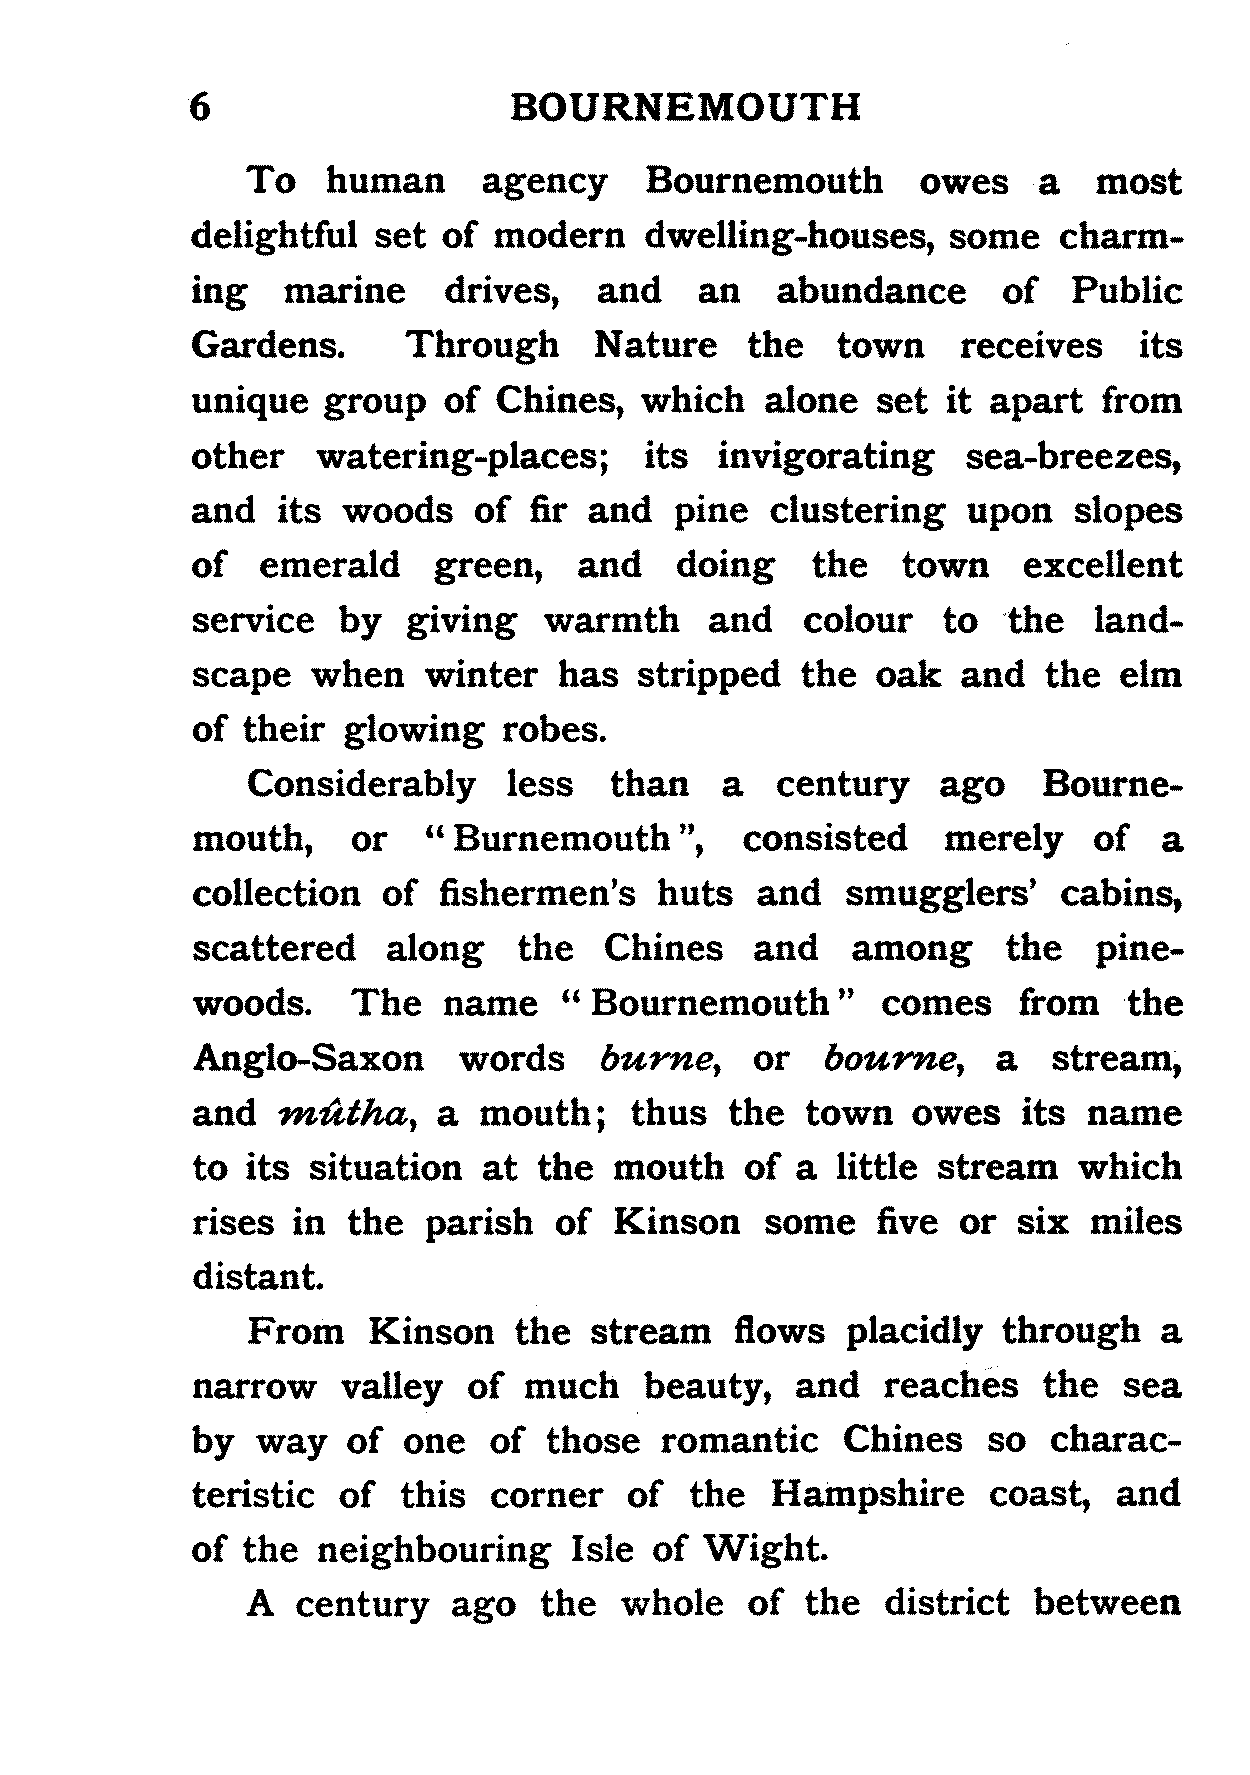 6 BOURNEMOUTH
To human agency Bournemouth owes a most
delightful set of modern dwelling-houses, some charm-
ing marine drives, and an abundance of Public
Gardens. Through Nature the town receives its
unique group of Chines, which alone set it apart from
other watering-places; its invigorating sea-breezes,
and its woods of fir and pine clustering upon slopes
of emerald green, and doing the town excellent
service by giving warmth and colour to the land-
scape when winter has stripped the oak and the elm
of their glowing robes.
Considerably less than a century ago Bourne-
mouth, or "Burnemouth", consisted merely of a
collection of fishermen's huts and smugglers' cabins,
scattered along the Chines and among the pine-
woods. The name "Bournemouth" comes from the
Anglo-Saxon words burne, or bourne, a stream,
and mûtha, a mouth; thus the town owes its name
to its situation at the mouth of a little stream which
rises in the parish of Kinson some five or six miles
distant.
From Kinson the stream flows placidly through a
narrow valley of much beauty, and reaches the sea
by way of one of those romantic Chines so charac-
teristic of this corner of the Hampshire coast, and
of the neighbouring Isle of Wight.
A century ago the whole of the district between